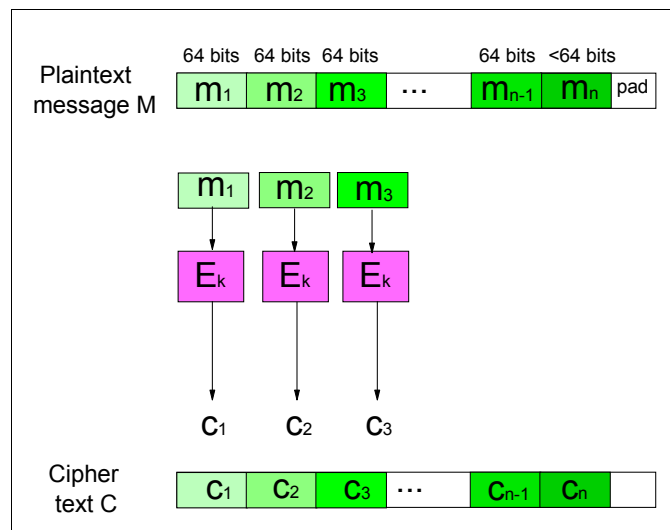 64 bits 64 bits 64 bits 64 bits <64 bits
Plaintext
message M
m₁ m₂ m₃ ... mₙ₋₁ mₙ pad
m₁ m₂ m₃
Eₖ Eₖ Eₖ
c₁ c₂ c₃
Cipher
text C
c₁ c₂ c₃ ... cₙ₋₁ cₙ